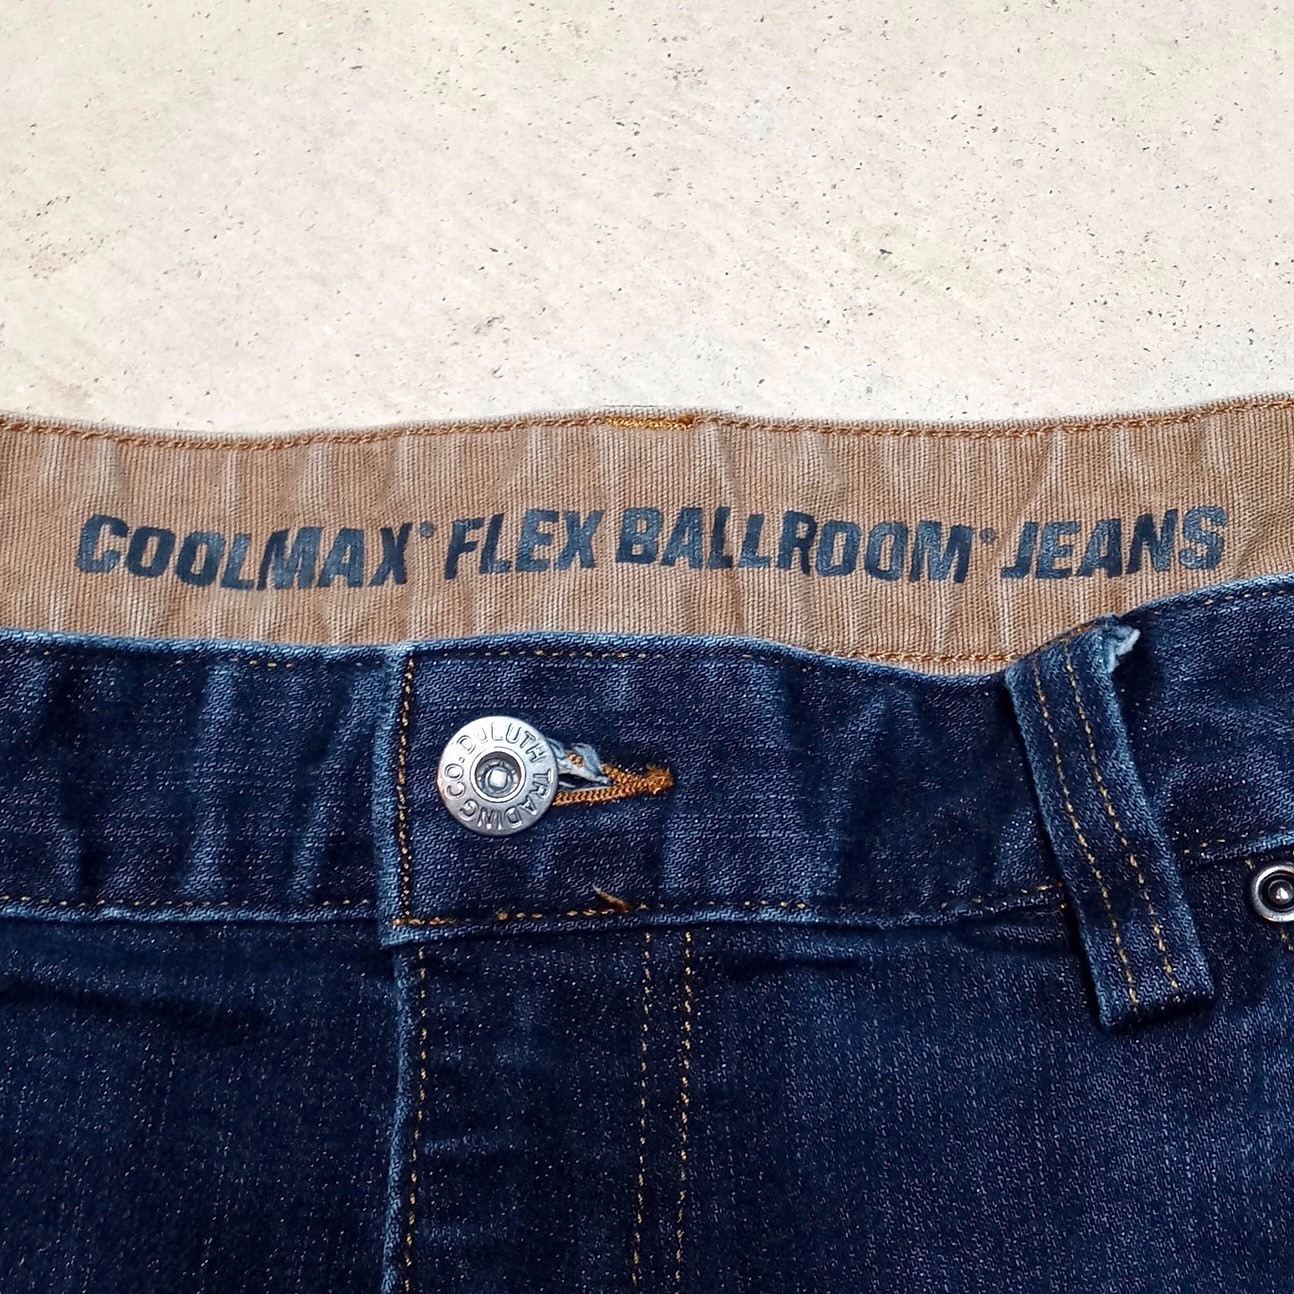 COOLMAX® FLEX BALLROOM® JEANS
DULUTH TRADING CO.